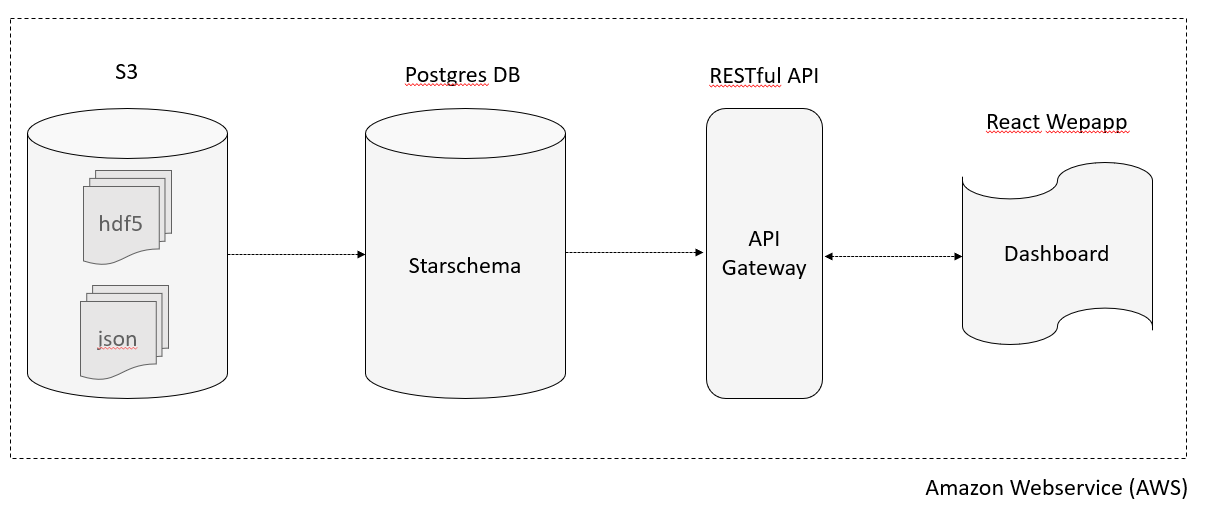 S3
Postgres DB
RESTful API
React Wepapp
hdf5
json
Starschema
API
Gateway
Dashboard
Amazon Webservice (AWS)